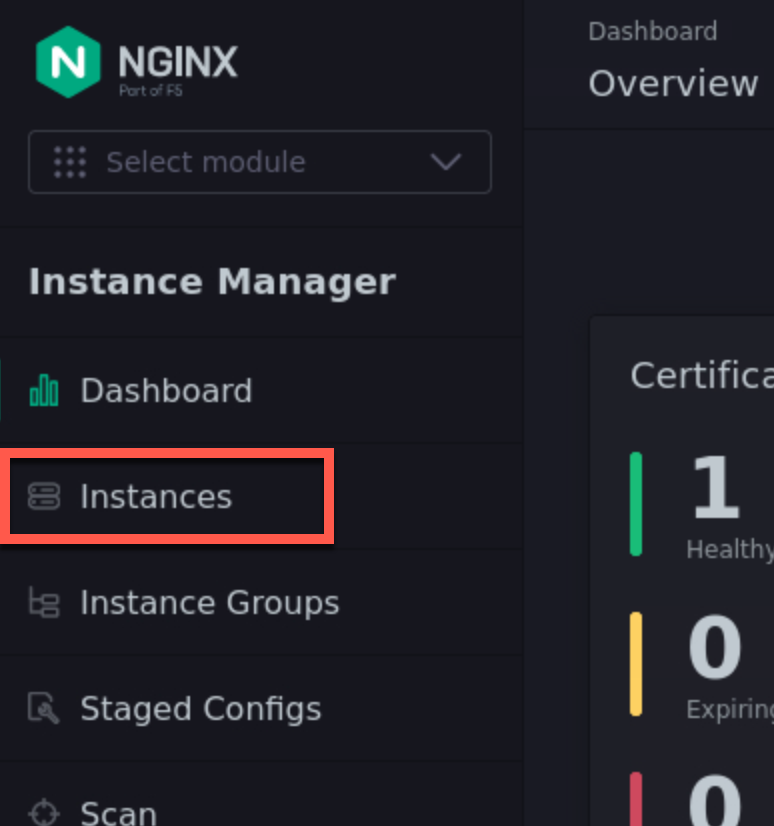 NGINX
Part of F5
Select module
Instance Manager
Dashboard
Instances
Instance Groups
Staged Configs
Scan
Dashboard
Overview
Certifica
1
Healthy
0
Expiring
0